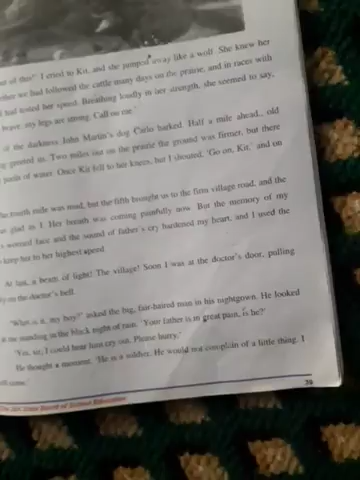 of all this!' I cried to Kit, and she jumped away like a wolf. She knew her
we had followed the cattle many days on the prairie, and in races with
I had tested her speed. Breathing loudly in her strength, she seemed to say,
brave my legs are strong. Call on me.'
of the darkness John Martin's dog Carlo barked. Half a mile ahead, old
greeted us. Two miles out on the prairie the ground was firmer, but there
pools of water. Once Kit fell to her knees, but I shouted, 'Go on, Kit,' and on
fourth mile was mud, but the fifth brought us to the firm village road, and the
glad as I. Her breath was coming painfully now. But the memory of my
worried face and the sound of father's cry hardened my heart, and I used the
keep her to her highest speed
At last, a beam of light! The village! Soon I was at the doctor's door, pulling
on the doctor's bell.
'What is it, my boy?' asked the big, fair-haired man in his nightgown. He looked
me standing in the black night of rain. 'Your father is in great pain, is he?'
'Yes, sir, I could hear him cry out. Please hurry.'
He thought a moment. 'He is a soldier. He would not complain of a little thing. I
will come.'
79